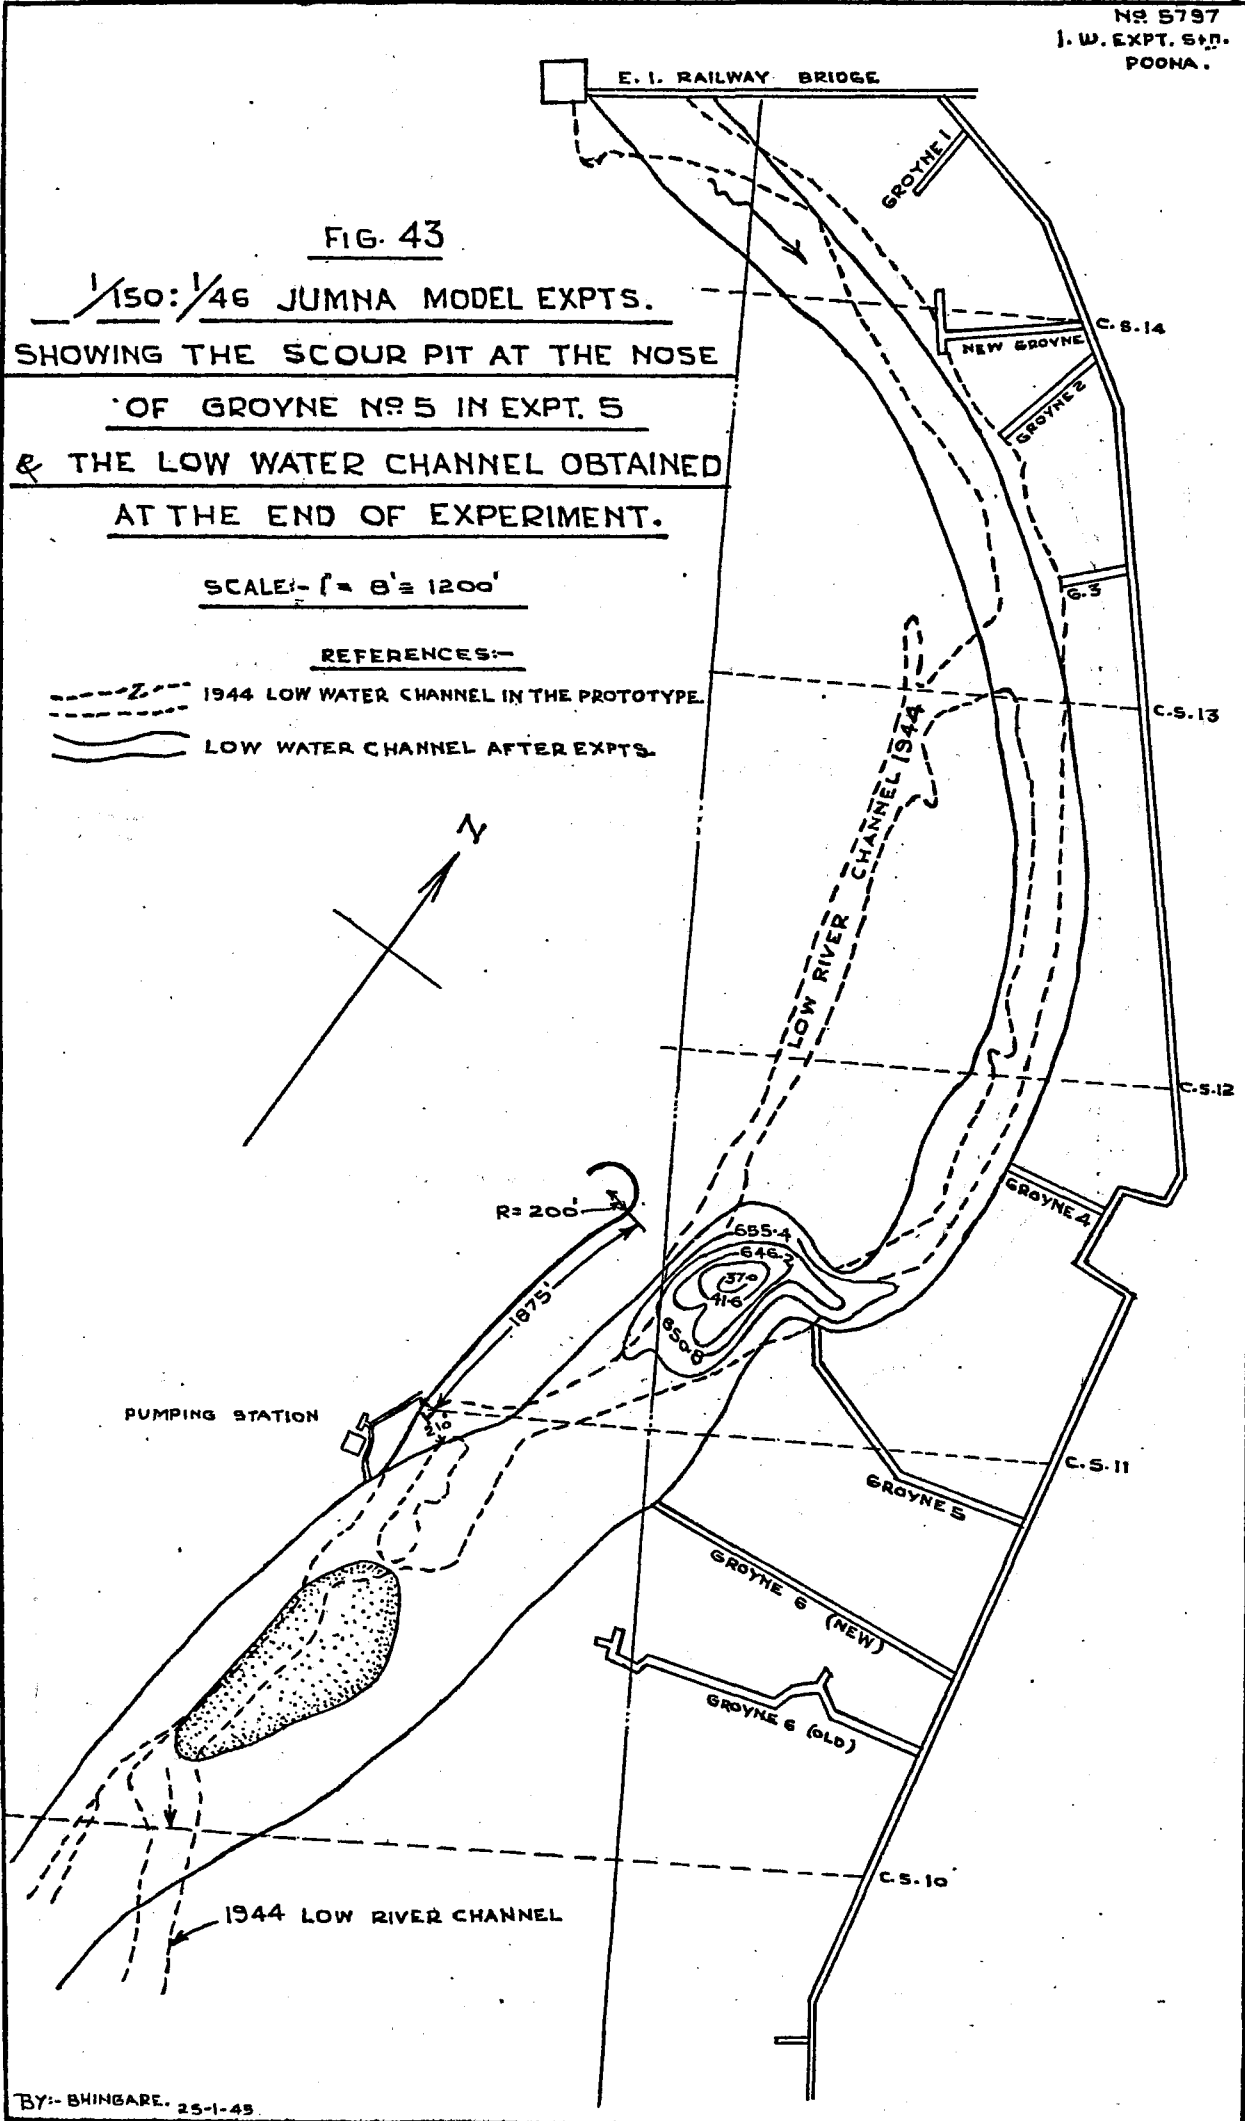 No 5797
I. W. EXPT. Stn.
POONA.
E. I. RAILWAY BRIDGE
GROYNE 1
FIG. 43
1/150: 1/46 JUMNA MODEL EXPTS.
SHOWING THE SCOUR PIT AT THE NOSE
OF GROYNE No 5 IN EXPT. 5
& THE LOW WATER CHANNEL OBTAINED
AT THE END OF EXPERIMENT.
SCALE:- 1" = 8' ≡ 1200'
REFERENCES:-
1944 LOW WATER CHANNEL IN THE PROTOTYPE.
LOW WATER CHANNEL AFTER EXPTS.
C.S.14
NEW GROYNE
GROYNE 2
G.3
C.S.13
LOW RIVER CHANNEL 1944
N
C.S.12
GROYNE 4
R=200'
655.4
646.2
37.0
41.6
650.8
1875'
210'
PUMPING STATION
C.S.11
GROYNE 5
GROYNE 6 (NEW)
GROYNE 6 (OLD)
C.S.10
1944 LOW RIVER CHANNEL
BY:- BHINGARE. 25-1-45